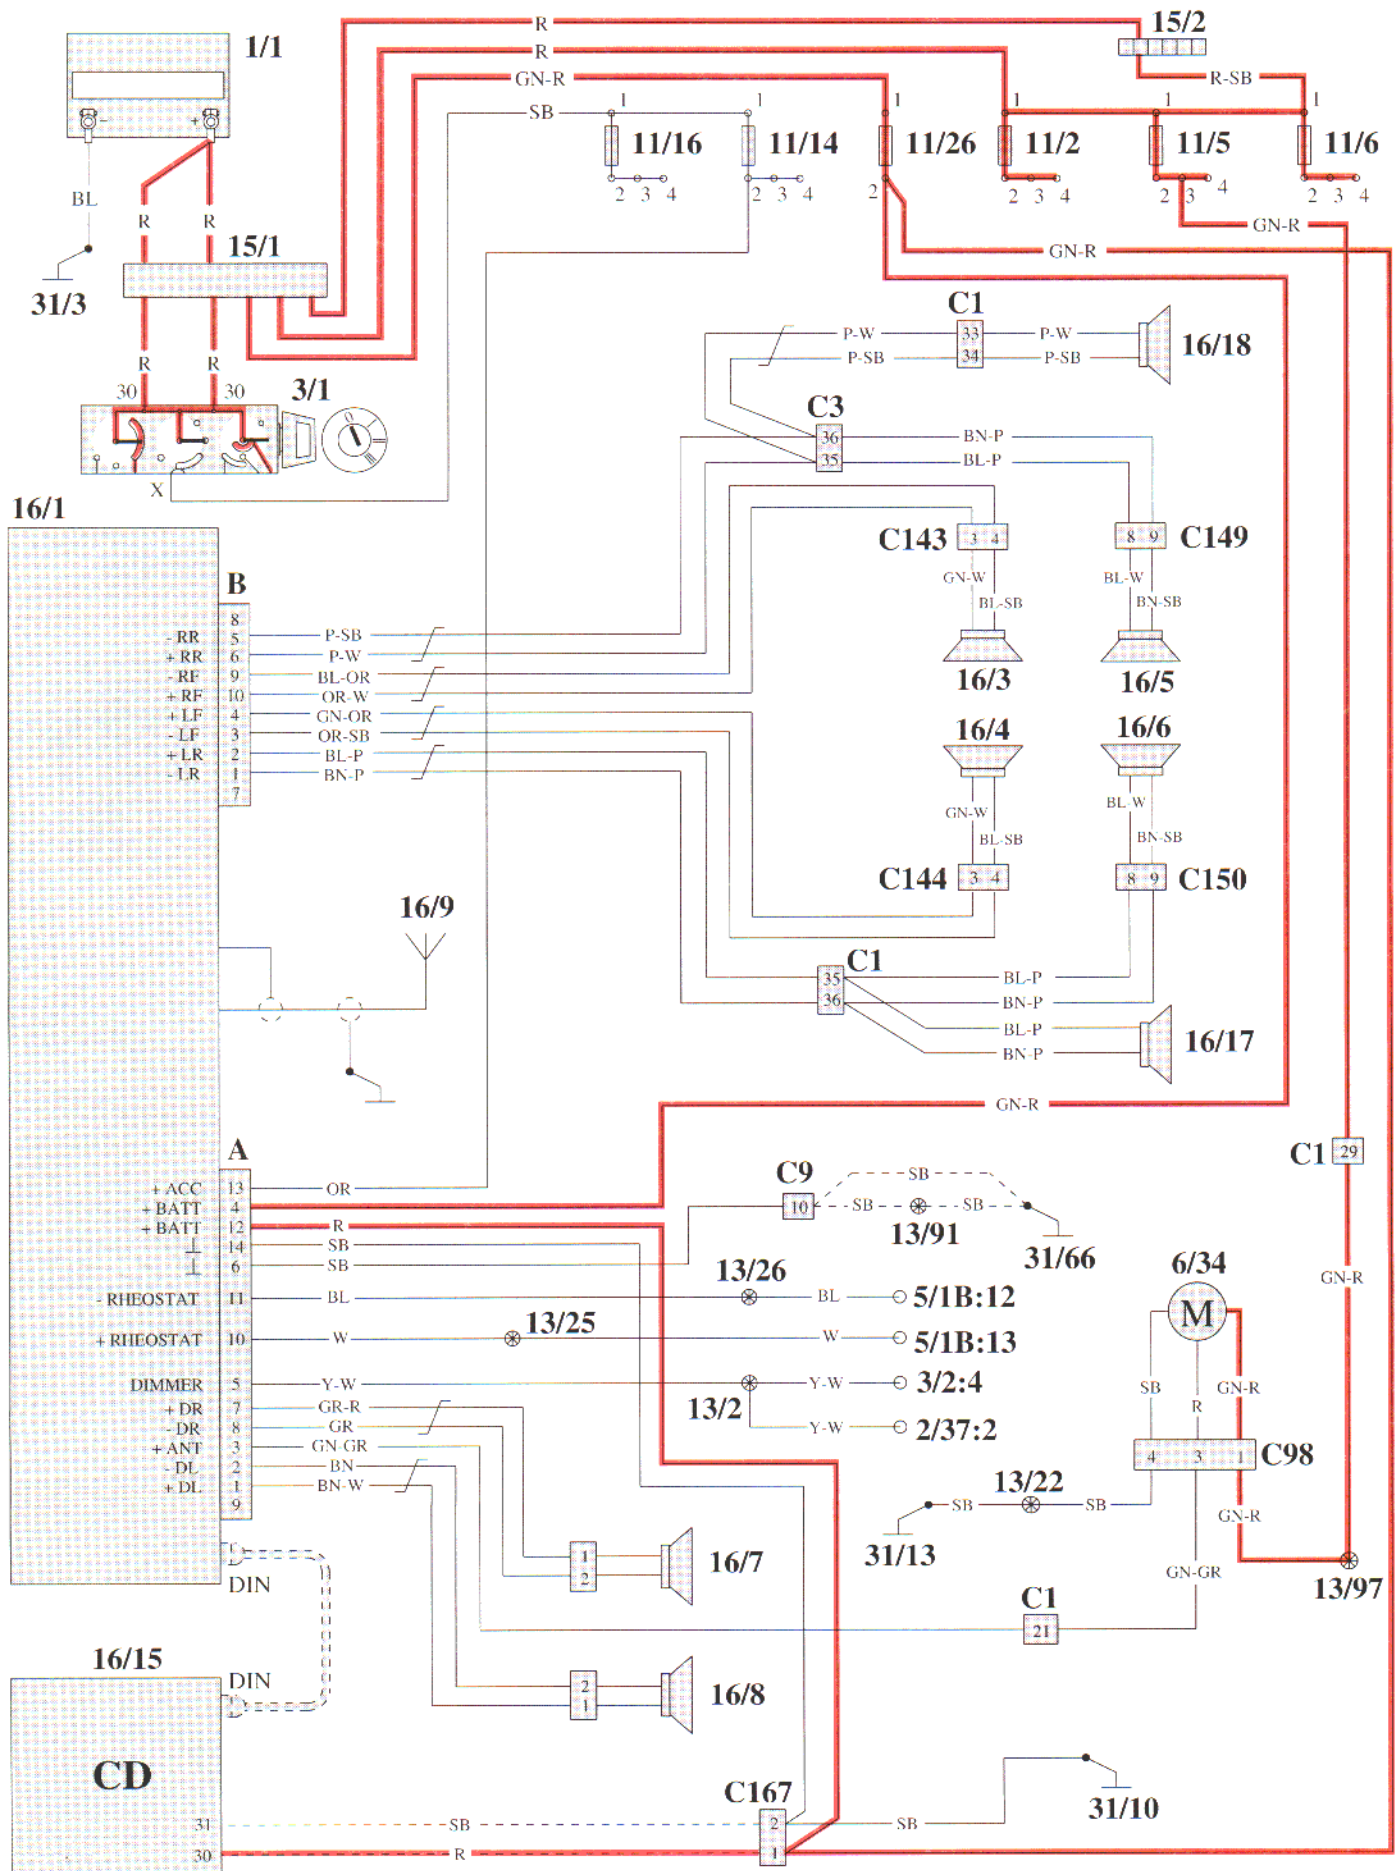 R
15/2
1/1
R
GN-R
R-SB
- +
SB
1 1 1 1 1 1
11/16 11/14 11/26 11/2 11/5 11/6
2 3 4 2 3 4 2 2 3 4 2 3 4 2 3 4
BL
R R
GN-R
GN-R
15/1
31/3
C1
P-W 33 P-W
P-SB 34 P-SB
16/18
R R
30 30
3/1
0 I II III
C3
36 BN-P
35 BL-P
X
16/1
C143 3 4
8 9 C149
GN-W BL-SB
BL-W BN-SB
B
8
- RR 5 P-SB
+ RR 6 P-W
- RF 9 BL-OR
+ RF 10 OR-W
+ LF 4 GN-OR
- LF 3 OR-SB
+ LR 2 BL-P
- LR 1 BN-P
7
16/3 16/5
16/4 16/6
GN-W BL-SB
BL-W BN-SB
C144 3 4
8 9 C150
16/9
C1
35 BL-P
36 BN-P
BL-P
BN-P
16/17
GN-R
A
C1 29
+ ACC 13 OR
+ BATT 4
+ BATT 12 R
14 SB
6 SB
C9
10
SB
SB SB
13/91
31/66
- RHEOSTAT 11 BL
13/26
BL 5/1B:12
+ RHEOSTAT 10 W
13/25
W 5/1B:13
DIMMER 5 Y-W
13/2
Y-W 3/2:4
Y-W 2/37:2
+ DR 7 GR-R
- DR 8 GR
+ ANT 3 GN-GR
- DL 2 BN
+ DL 1 BN-W
9
6/34
M
GN-R
SB R GN-R
4 3 1 C98
13/22
SB SB
31/13
GN-R
GN-GR
13/97
DIN
1
2
16/7
C1
21
16/15
DIN
2
1
16/8
CD
C167
31 SB 2 SB
31/10
30 R 1